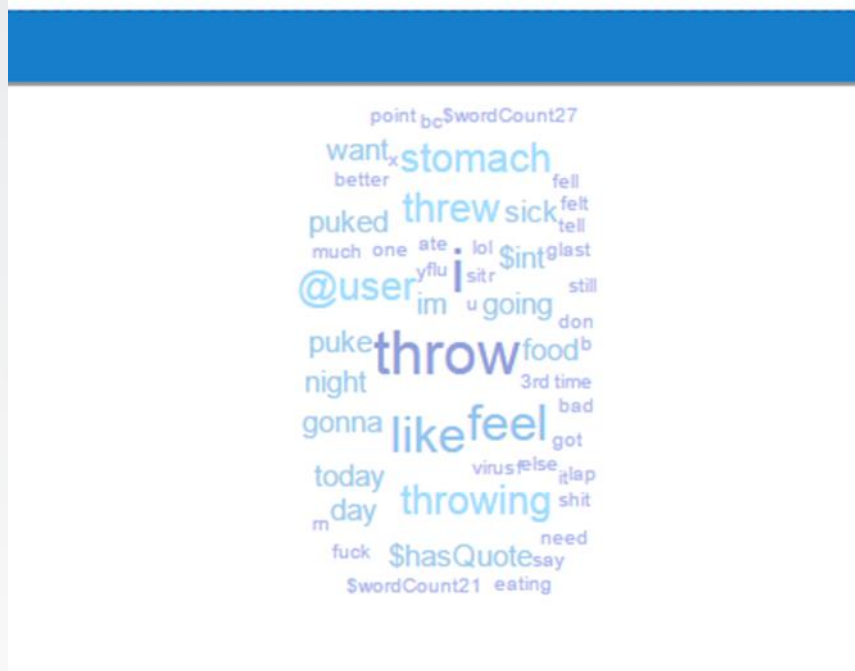 point bc $wordCount27
want x stomach
better fell
threw sick felt
puked tell
much one ate lol $int glast
yflu i sitr
@user im u going still
don
puke throw food b
night 3rd time
bad
gonna like feel got
virus else
today itlap
throwing shit
rn day
need
fuck $hasQuote say
$wordCount21 eating